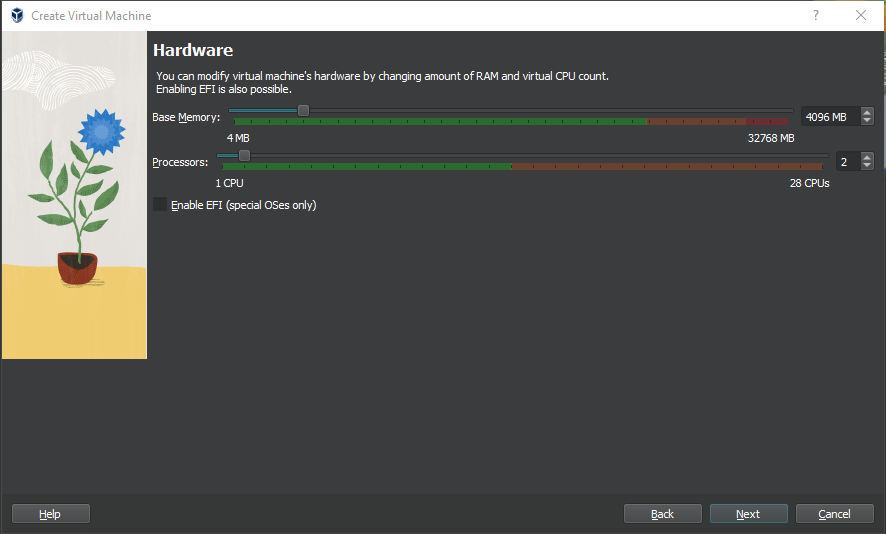 Create Virtual Machine
?
Hardware
You can modify virtual machine's hardware by changing amount of RAM and virtual CPU count.
Enabling EFI is also possible.
Base Memory: 4096 MB
4 MB 32768 MB
Processors: 2
1 CPU 28 CPUs
Enable EFI (special OSes only)
Help Back Next Cancel